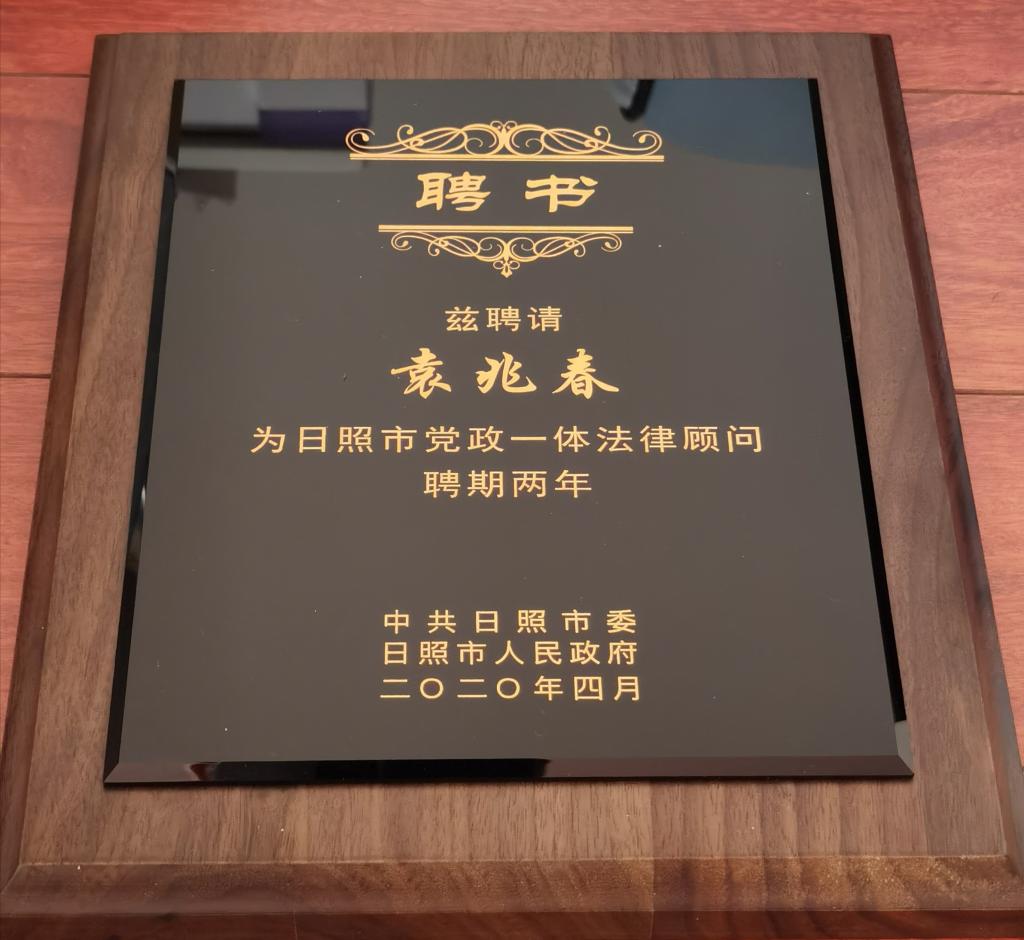 聘书
兹聘请
袁兆春
为日照市党政一体法律顾问
聘期两年
中共日照市委
日照市人民政府
二〇二〇年四月